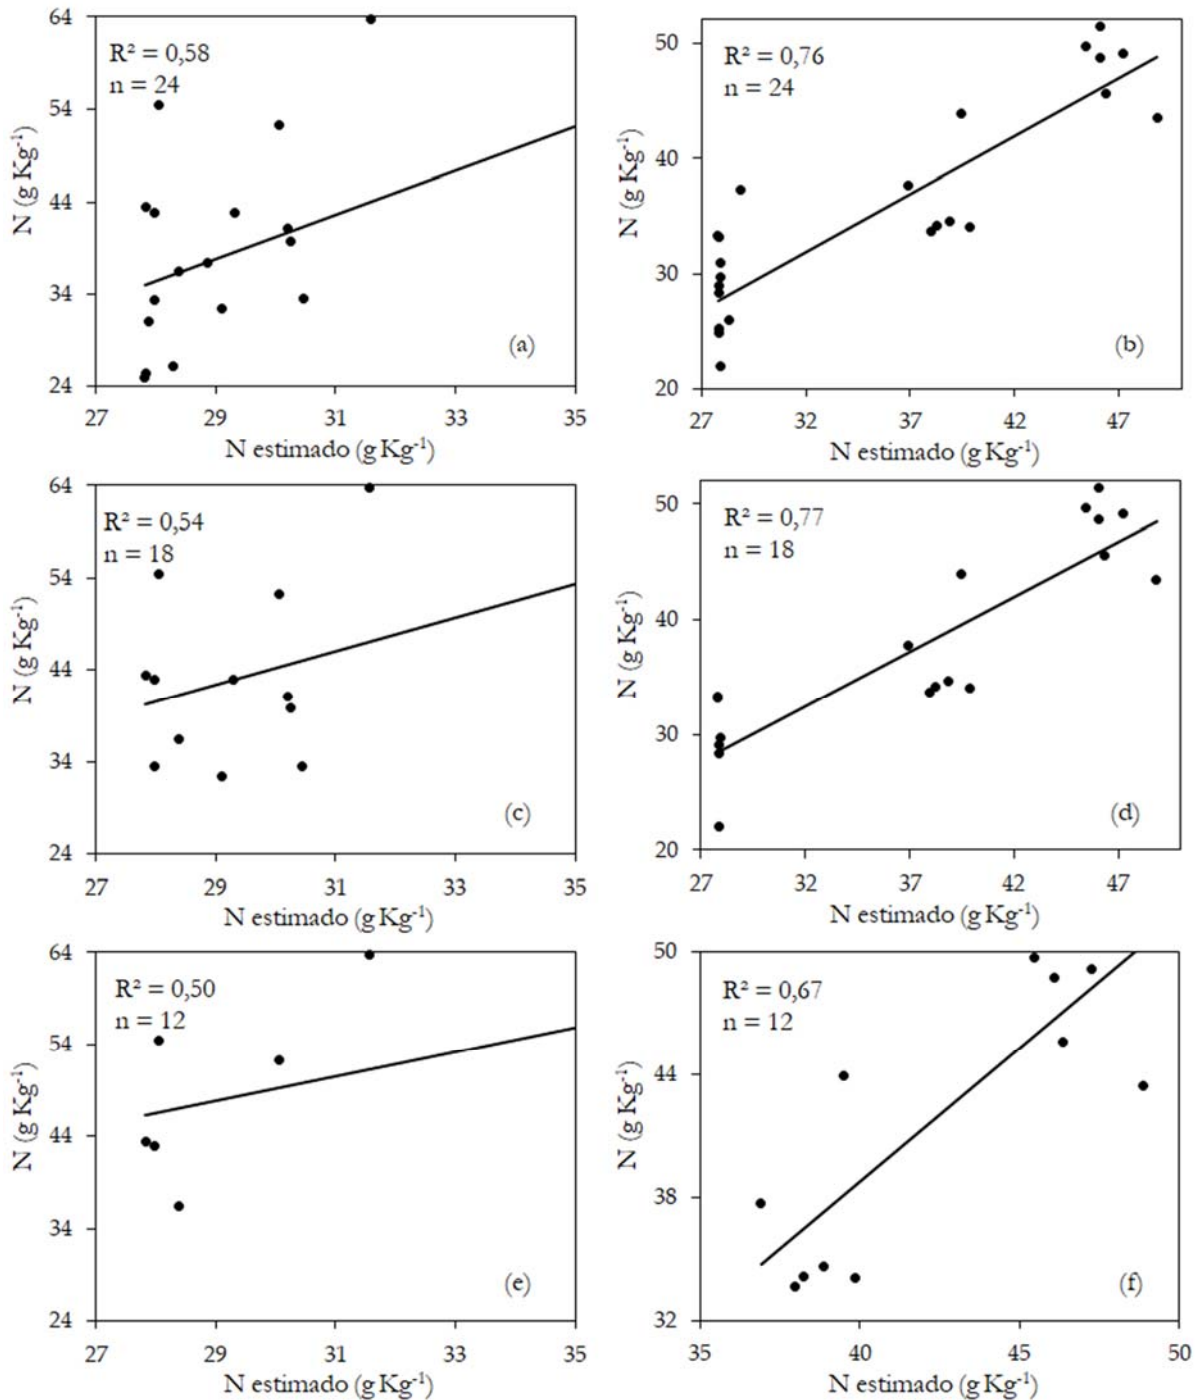 64
54
44
34
24
N (g Kg⁻¹)
R² = 0,58
n = 24
(a)
27 29 31 33 35
N estimado (g Kg⁻¹)
50
40
30
20
N (g Kg⁻¹)
R² = 0,76
n = 24
(b)
27 32 37 42 47
N estimado (g Kg⁻¹)
64
54
44
34
24
N (g Kg⁻¹)
R² = 0,54
n = 18
(c)
27 29 31 33 35
N estimado (g Kg⁻¹)
50
40
30
20
N (g Kg⁻¹)
R² = 0,77
n = 18
(d)
27 32 37 42 47
N estimado (g Kg⁻¹)
64
54
44
34
24
N (g Kg⁻¹)
R² = 0,50
n = 12
(e)
27 29 31 33 35
N estimado (g Kg⁻¹)
50
44
38
32
N (g Kg⁻¹)
R² = 0,67
n = 12
(f)
35 40 45 50
N estimado (g Kg⁻¹)